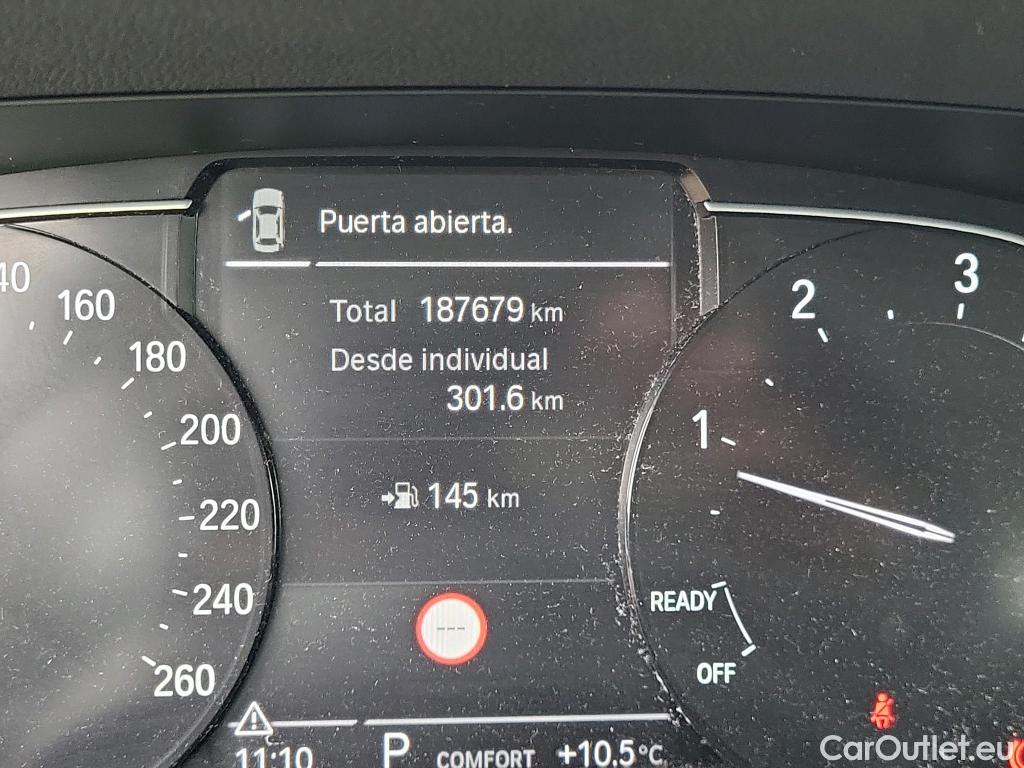 Puerta abierta.
Total 187679 km
Desde individual
301.6 km
145 km
---
11:10 P COMFORT +10.5°C
40
160
180
200
220
240
260
1
2
3
READY
OFF
CarOutlet.eu